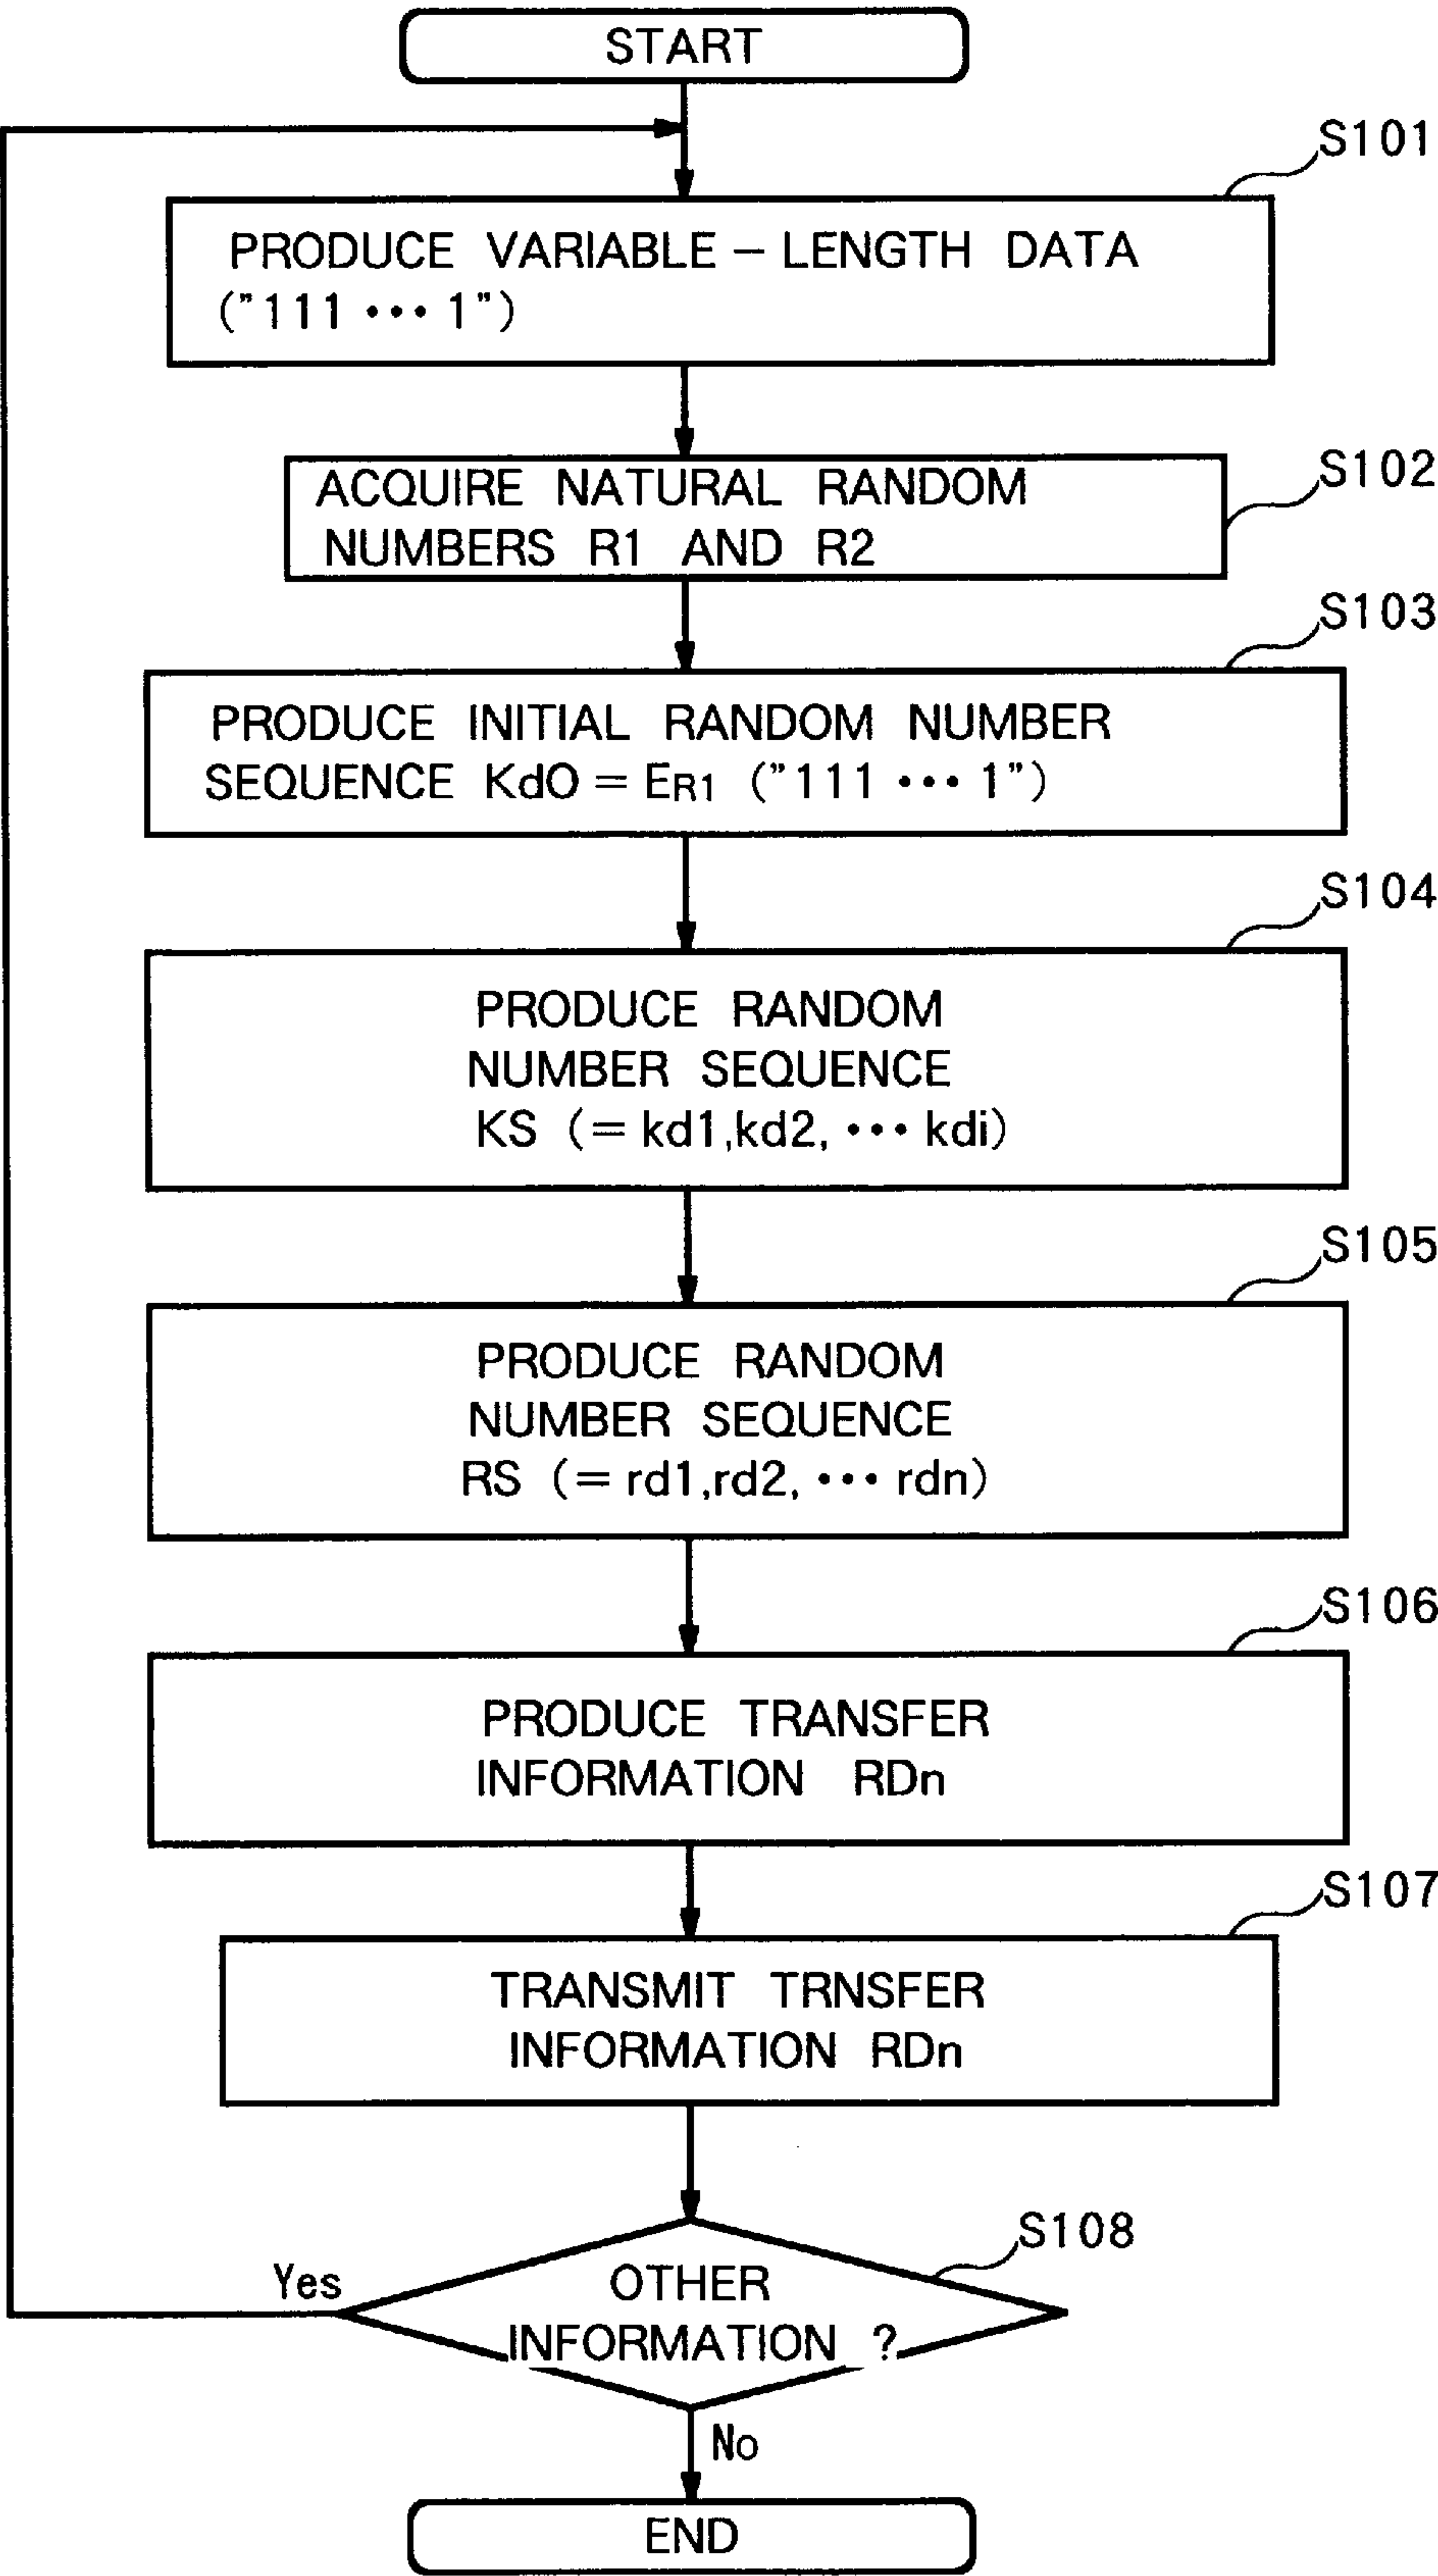 START
S101
PRODUCE VARIABLE – LENGTH DATA
("111 ••• 1")
S102
ACQUIRE NATURAL RANDOM
NUMBERS R1 AND R2
S103
PRODUCE INITIAL RANDOM NUMBER
SEQUENCE KdO = ER1 ("111 ••• 1")
S104
PRODUCE RANDOM
NUMBER SEQUENCE
KS (= kd1,kd2, ••• kdi)
S105
PRODUCE RANDOM
NUMBER SEQUENCE
RS (= rd1,rd2, ••• rdn)
S106
PRODUCE TRANSFER
INFORMATION RDn
S107
TRANSMIT TRNSFER
INFORMATION RDn
S108
Yes
OTHER
INFORMATION ?
No
END